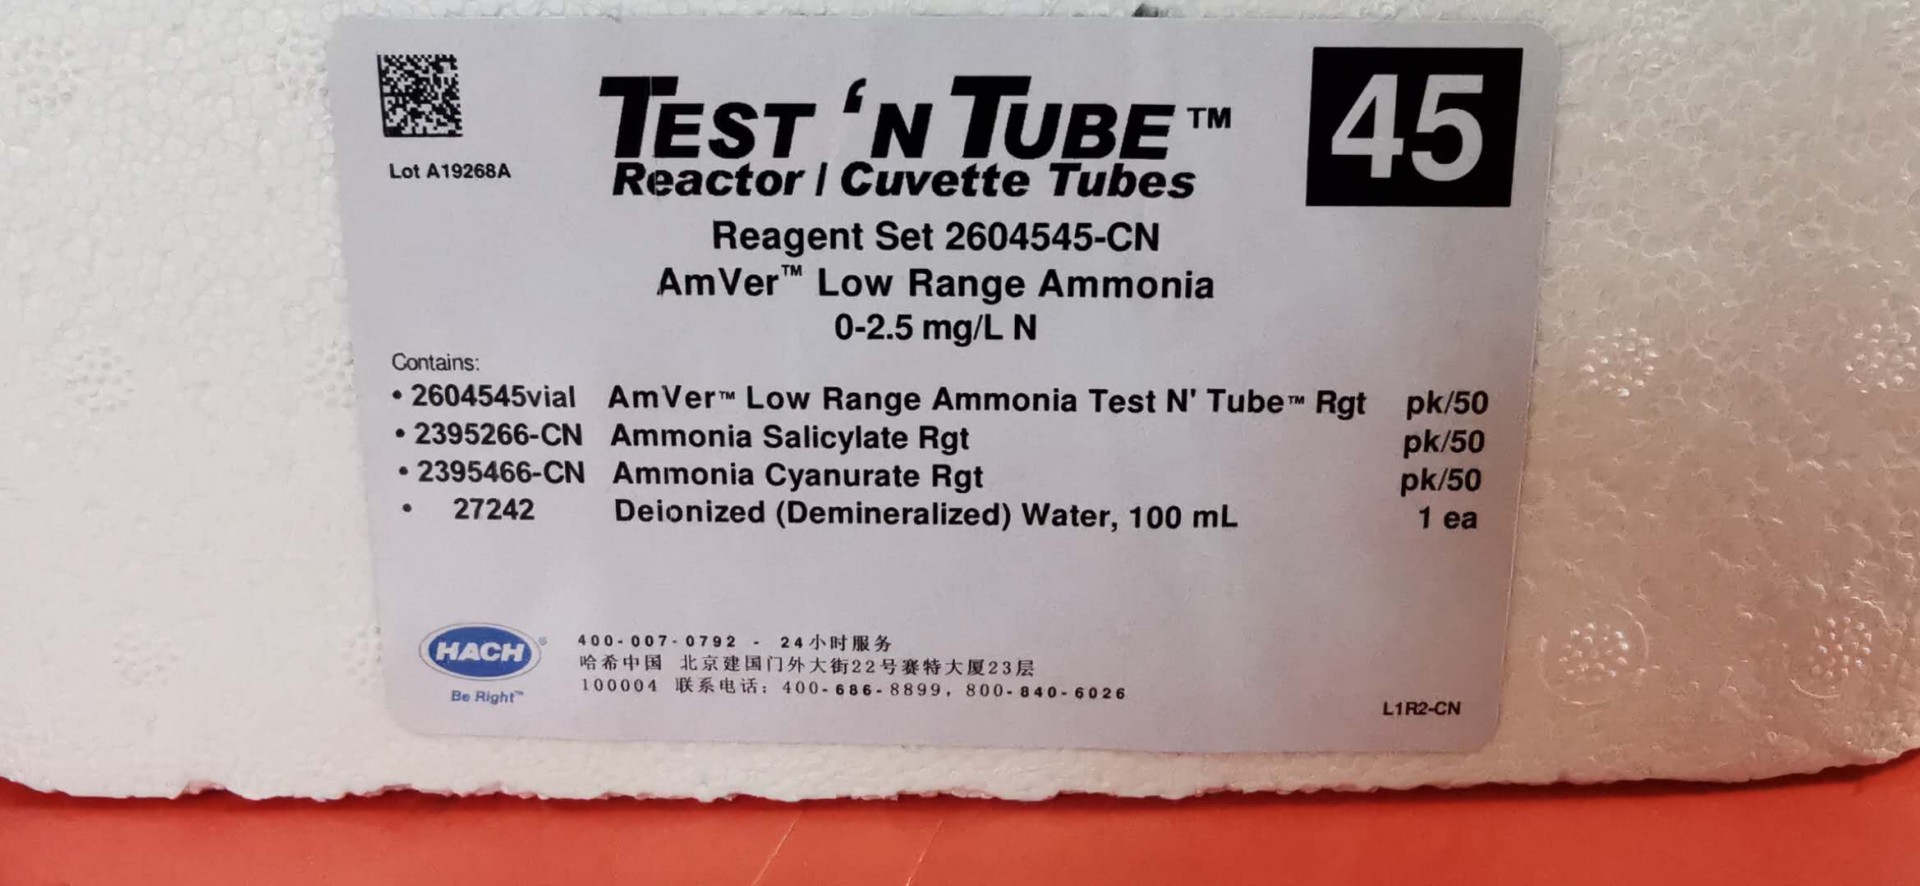 Lot A19268A
TEST 'N TUBE™
Reactor / Cuvette Tubes
45
Reagent Set 2604545-CN
AmVer™ Low Range Ammonia
0-2.5 mg/L N
Contains:
• 2604545vial AmVer™ Low Range Ammonia Test N' Tube™ Rgt pk/50
• 2395266-CN Ammonia Salicylate Rgt pk/50
• 2395466-CN Ammonia Cyanurate Rgt pk/50
• 27242 Deionized (Demineralized) Water, 100 mL 1 ea
HACH®
Be Right™
400-007-0792 - 24小时服务
哈希中国 北京建国门外大街22号赛特大厦23层
100004 联系电话: 400-686-8899, 800-840-6026
L1R2-CN